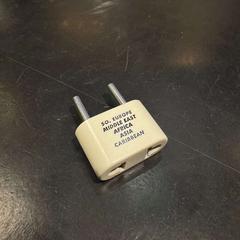 SO. EUROPE
MIDDLE EAST
AFRICA
ASIA
CARIBBEAN